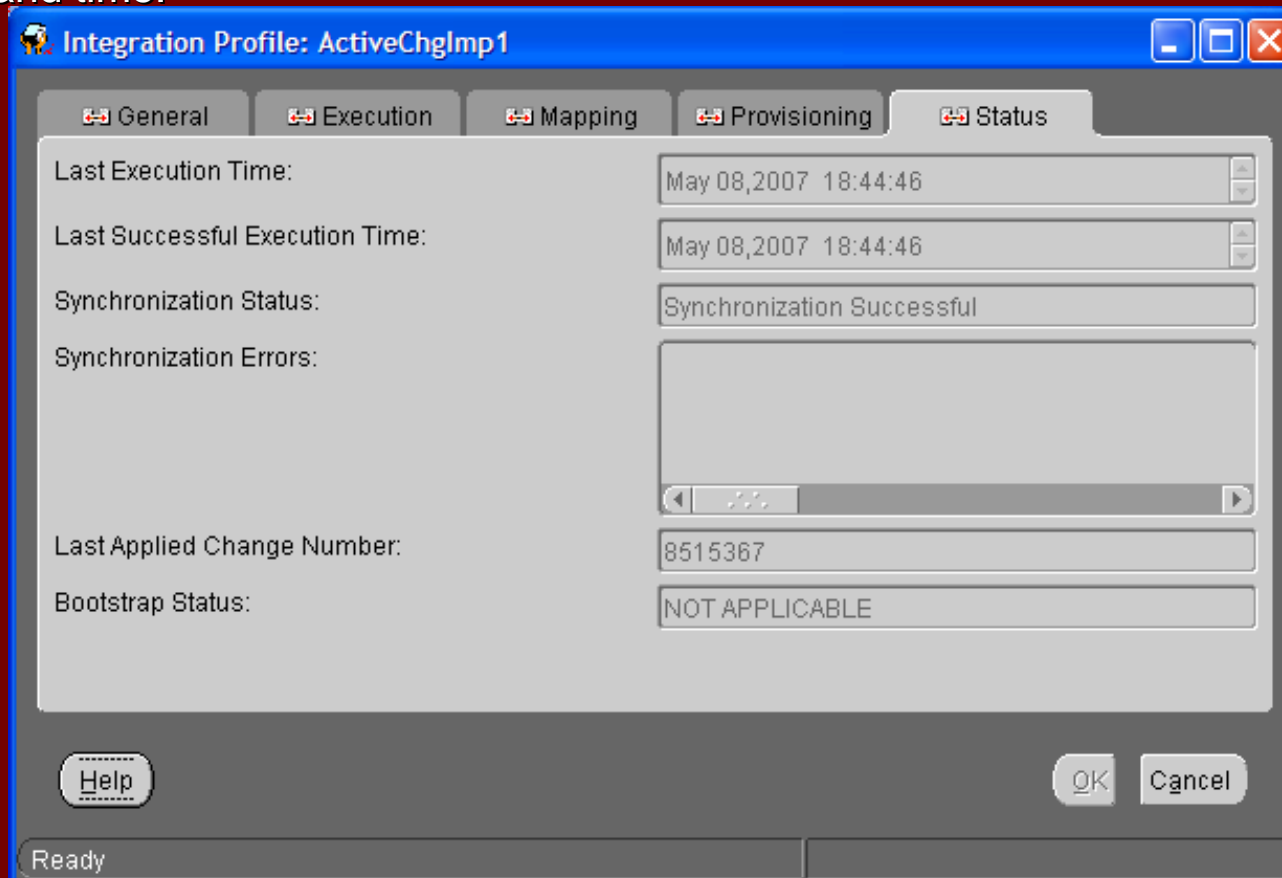 and time.
Integration Profile: ActiveChgImp1
General Execution Mapping Provisioning Status
Last Execution Time: May 08,2007 18:44:46
Last Successful Execution Time: May 08,2007 18:44:46
Synchronization Status: Synchronization Successful
Synchronization Errors:
Last Applied Change Number: 8515367
Bootstrap Status: NOT APPLICABLE
Help OK Cancel
Ready